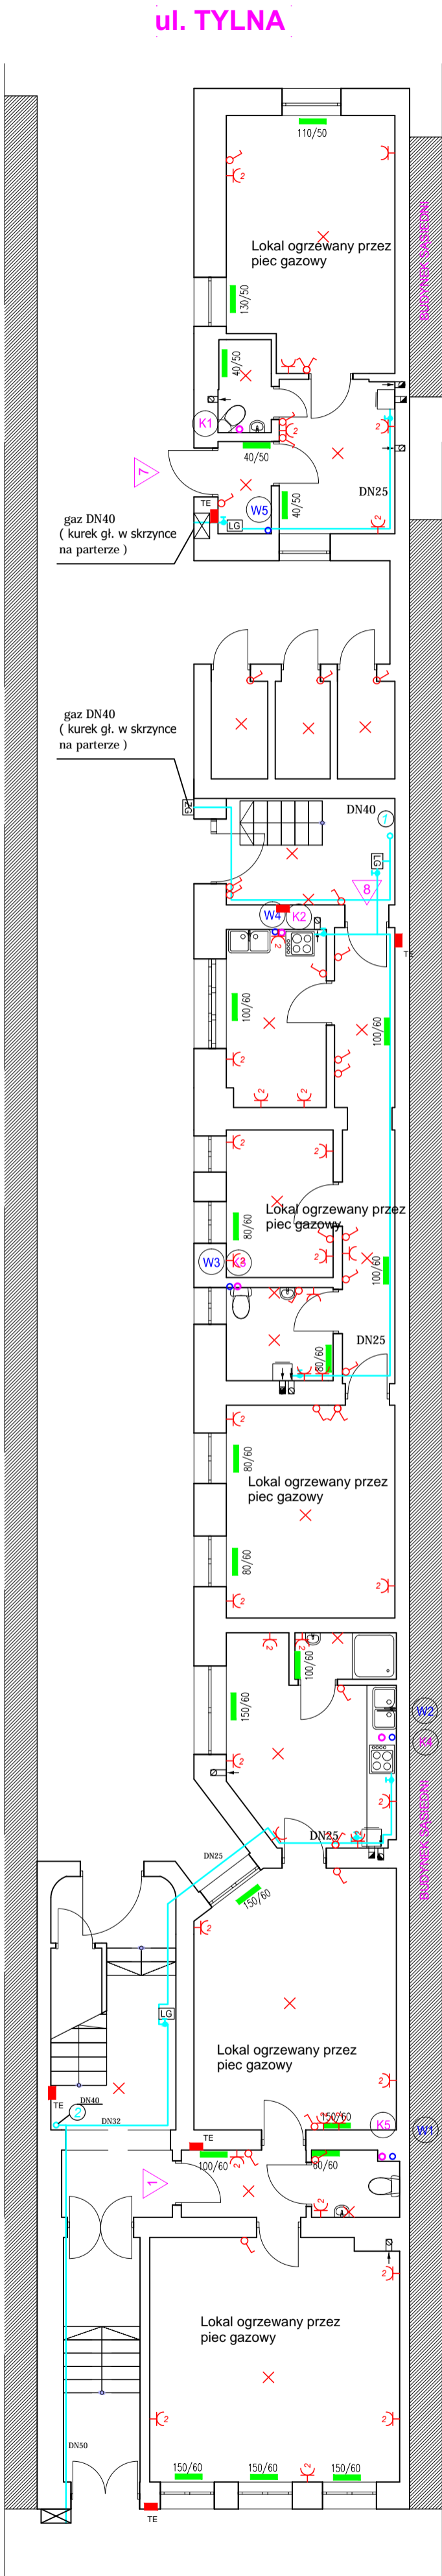 ul. TYLNA
110/50
Lokal ogrzewany przez
piec gazowy
BUDYNEK SĄSIEDNI
130/50
40/50
K1
2
40/50
7
TE
W5
40/50
DN25
LG
gaz DN40
( kurek gł. w skrzynce
na parterze )
gaz DN40
( kurek gł. w skrzynce
na parterze )
DN40
1
LG
8
W4
K2
TE
100/60
100/60
80/60
Lokal ogrzewany przez
piec gazowy
W3
K3
100/60
DN25
80/60
80/60
Lokal ogrzewany przez
piec gazowy
80/60
100/60
150/60
W2
K4
BUDYNEK SĄSIEDNI
DN25
DN25
150/60
LG
Lokal ogrzewany przez
piec gazowy
TE
DN40
2
DN32
150/60
K5
W1
TE
100/60
60/60
1
Lokal ogrzewany przez
piec gazowy
DN50
150/60
150/60
150/60
TE